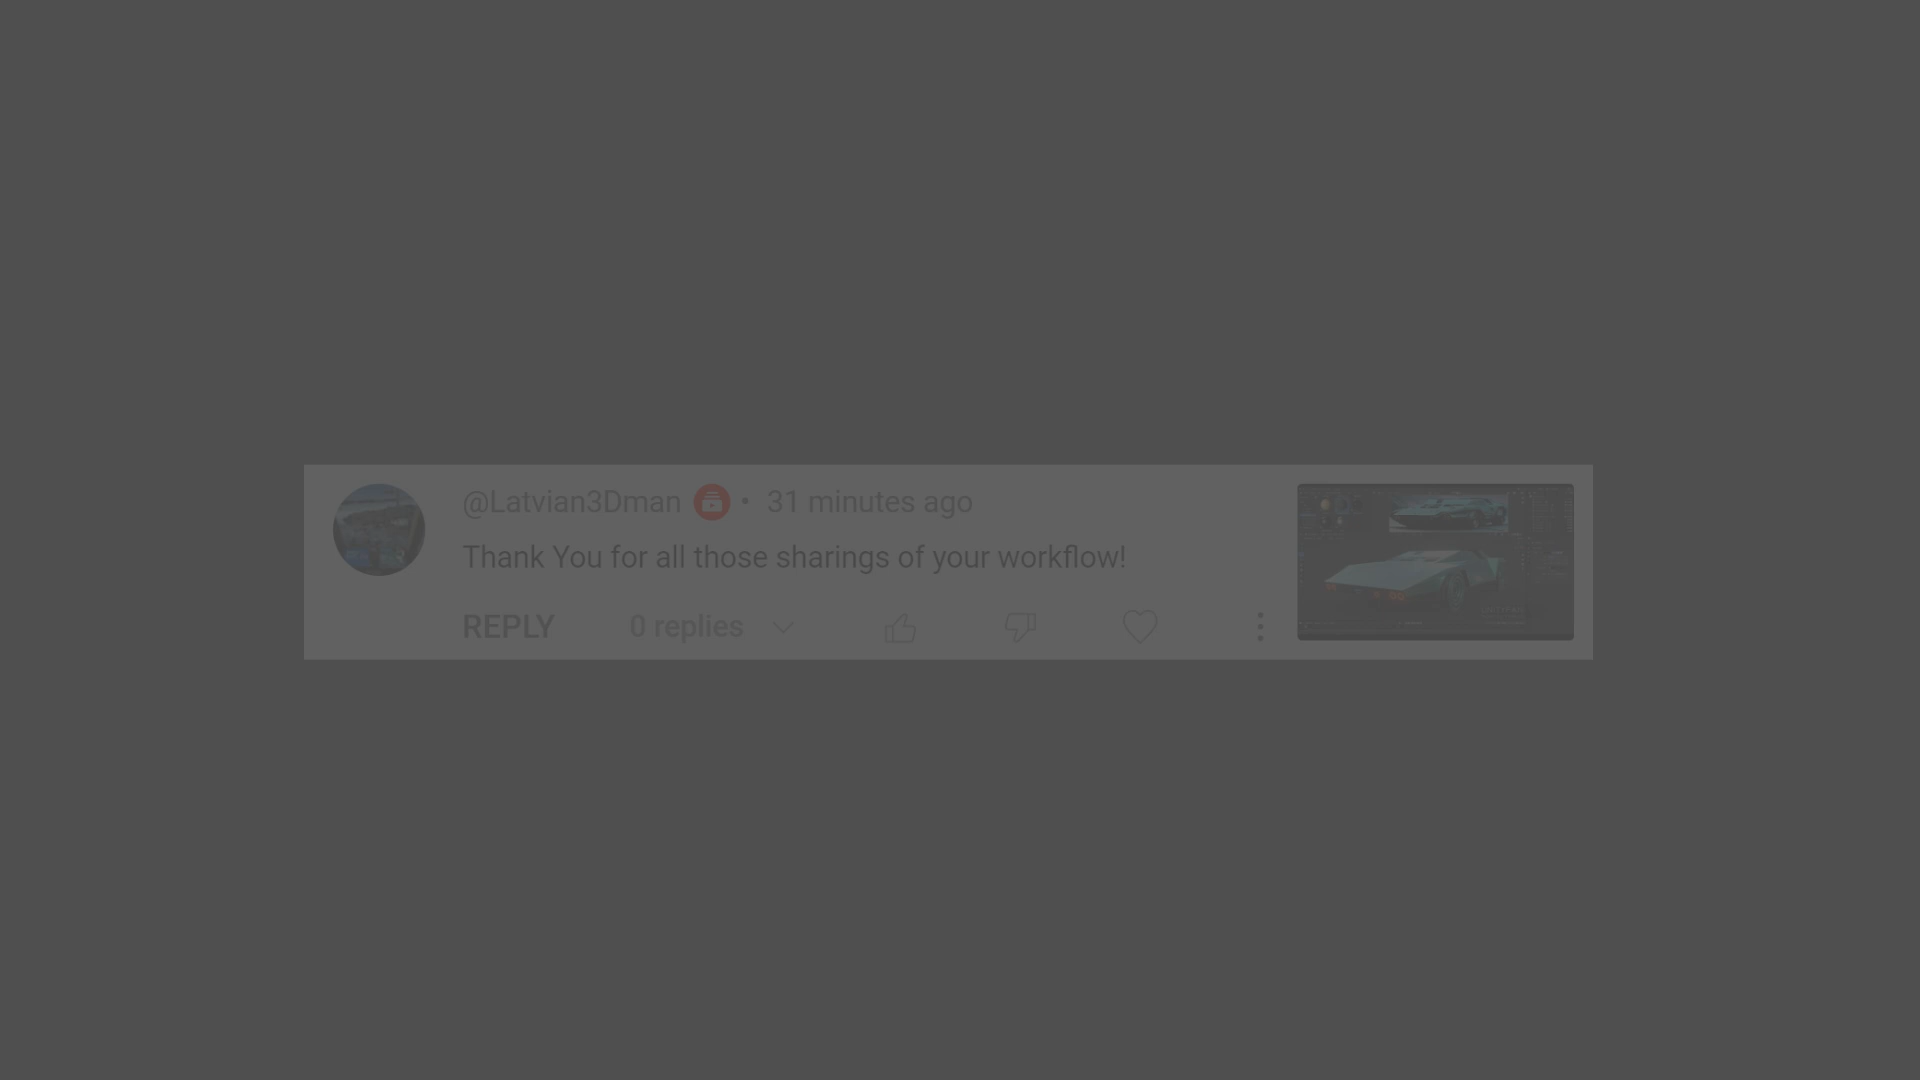 @Latvian3Dman • 31 minutes ago
Thank You for all those sharings of your workflow!
REPLY 0 replies